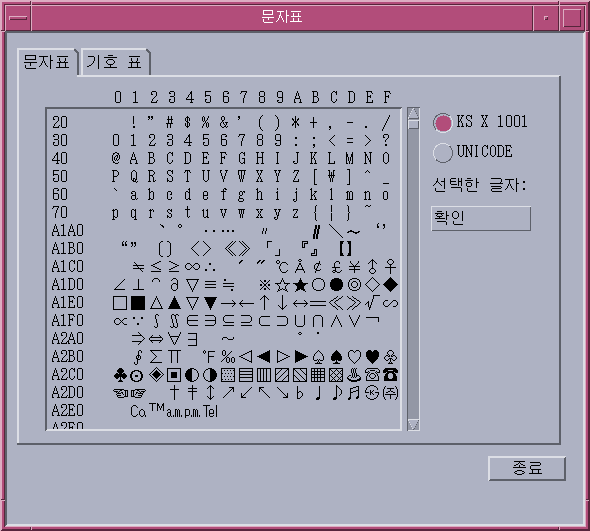 문자표
문자표 기호 표
0 1 2 3 4 5 6 7 8 9 A B C D E F
20 ! " # $ % & ' ( ) * + , - . /
30 0 1 2 3 4 5 6 7 8 9 : ; < = > ?
40 @ A B C D E F G H I J K L M N O
50 P Q R S T U V W X Y Z [ ₩ ] ^ _
60 ` a b c d e f g h i j k l m n o
70 p q r s t u v w x y z { ¦ } ~
A1A0 ` ° ‥ … 〃 ∥ \ ∼ ‘ ’
A1B0 “ ” 〔 〕 〈 〉 《 》 「 」 『 』 【 】
A1C0 ≒ ≤ ≥ ∞ ∴ ′ ″ ℃ Å ¢ £ ¥ ♂ ♀
A1D0 ∠ ⊥ ⌒ ∂ ▽ ≡ ≒ ※ ☆ ★ ○ ● ◎ ◇ ◆
A1E0 □ ■ △ ▲ ▽ ▼ → ← ↑ ↓ ↔ = ≪ ≫ √ ∽
A1F0 ∝ ∵ ∫ ∬ ∈ ∋ ⊆ ⊇ ⊂ ⊃ ∪ ∩ ∧ ∨ ¬
A2A0 ⇒ ⇔ ∀ ∃ ~ ˚ ˙
A2B0 ∮ ∑ ∏ ℉ ‰ ◁ ◀ ▷ ▶ ♤ ♠ ♡ ♥ ♧
A2C0 ♣ ⊙ ◈ ▣ ◐ ◑ ▒ ▤ ▥ ▨ ▧ ▦ ▩ ♨ ☏ ☎
A2D0 ☜ ☞ † ‡ ↕ ↗ ↙ ↖ ↘ ♭ ♩ ♪ ♬ ㉿ ㈜
A2E0 Co. ™ a.m. p.m. Tel
KS X 1001
UNICODE
선택한 글자:
확인
종료